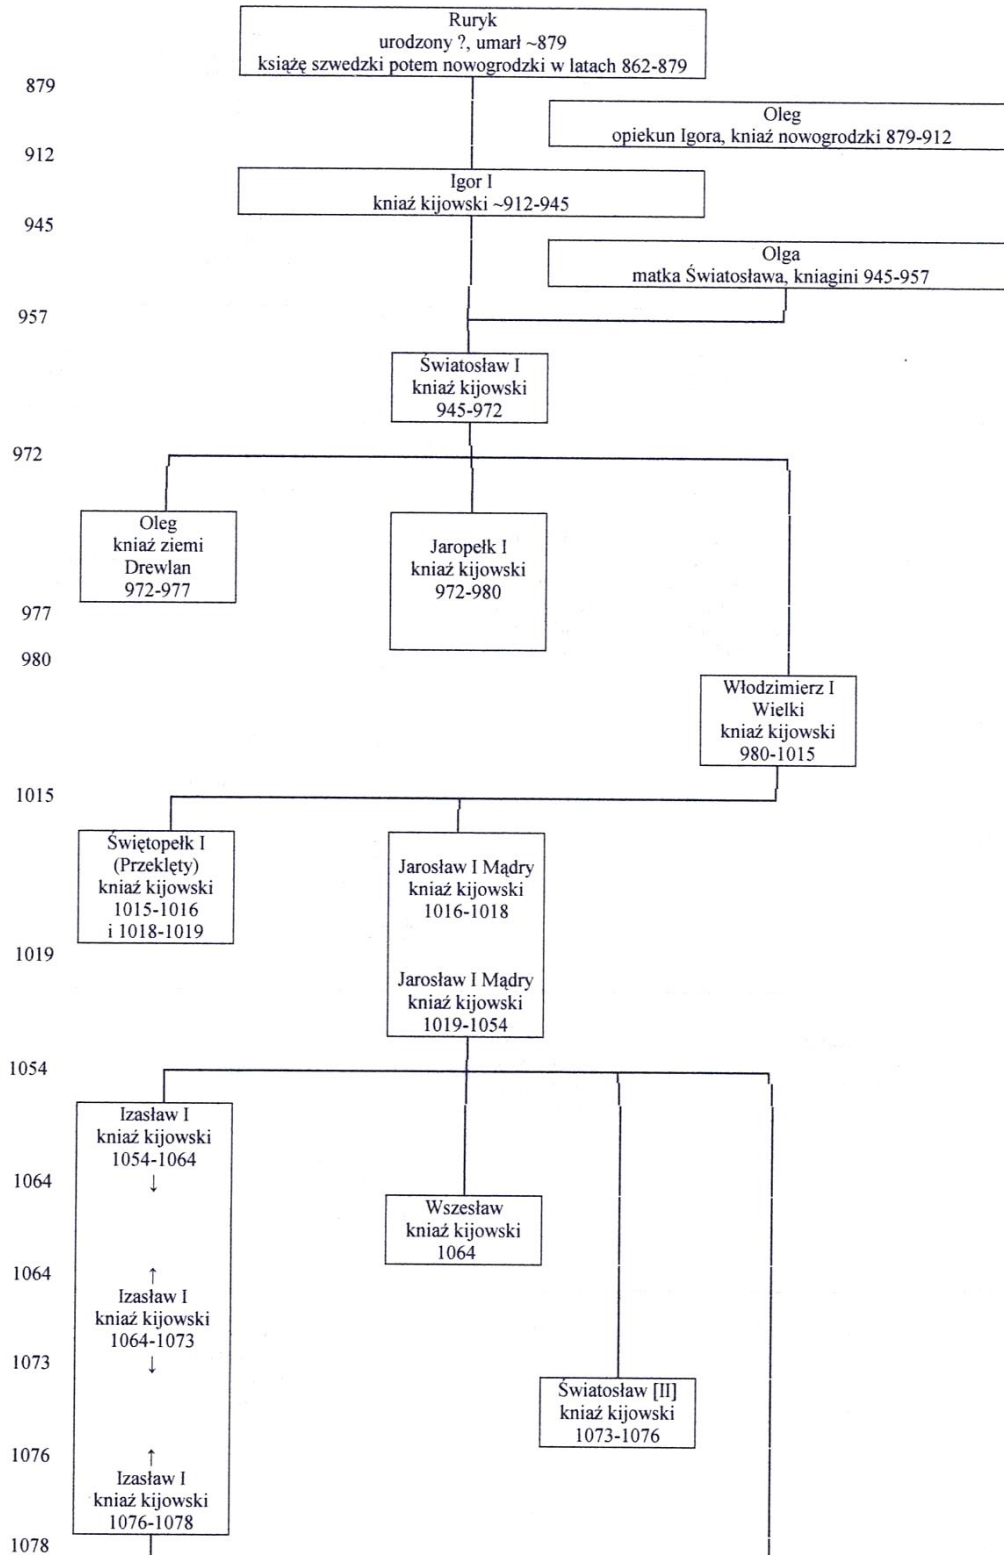 Ruryk
urodzony ?, umarł ~879
książę szwedzki potem nowogrodzki w latach 862-879
879
Oleg
opiekun Igora, kniaź nowogrodzki 879-912
912
Igor I
kniaź kijowski ~912-945
945
Olga
matka Światosława, kniagini 945-957
957
Światosław I
kniaź kijowski
945-972
972
Oleg
kniaź ziemi
Drewlan
972-977
Jaropełk I
kniaź kijowski
972-980
977
980
Włodzimierz I
Wielki
kniaź kijowski
980-1015
1015
Świętopełk I
(Przeklęty)
kniaź kijowski
1015-1016
i 1018-1019
Jarosław I Mądry
kniaź kijowski
1016-1018
1019
Jarosław I Mądry
kniaź kijowski
1019-1054
1054
Izasław I
kniaź kijowski
1054-1064
↓
1064
Wszesław
kniaź kijowski
1064
1064
↑
Izasław I
kniaź kijowski
1064-1073
↓
1073
Światosław [II]
kniaź kijowski
1073-1076
1076
↑
Izasław I
kniaź kijowski
1076-1078
1078